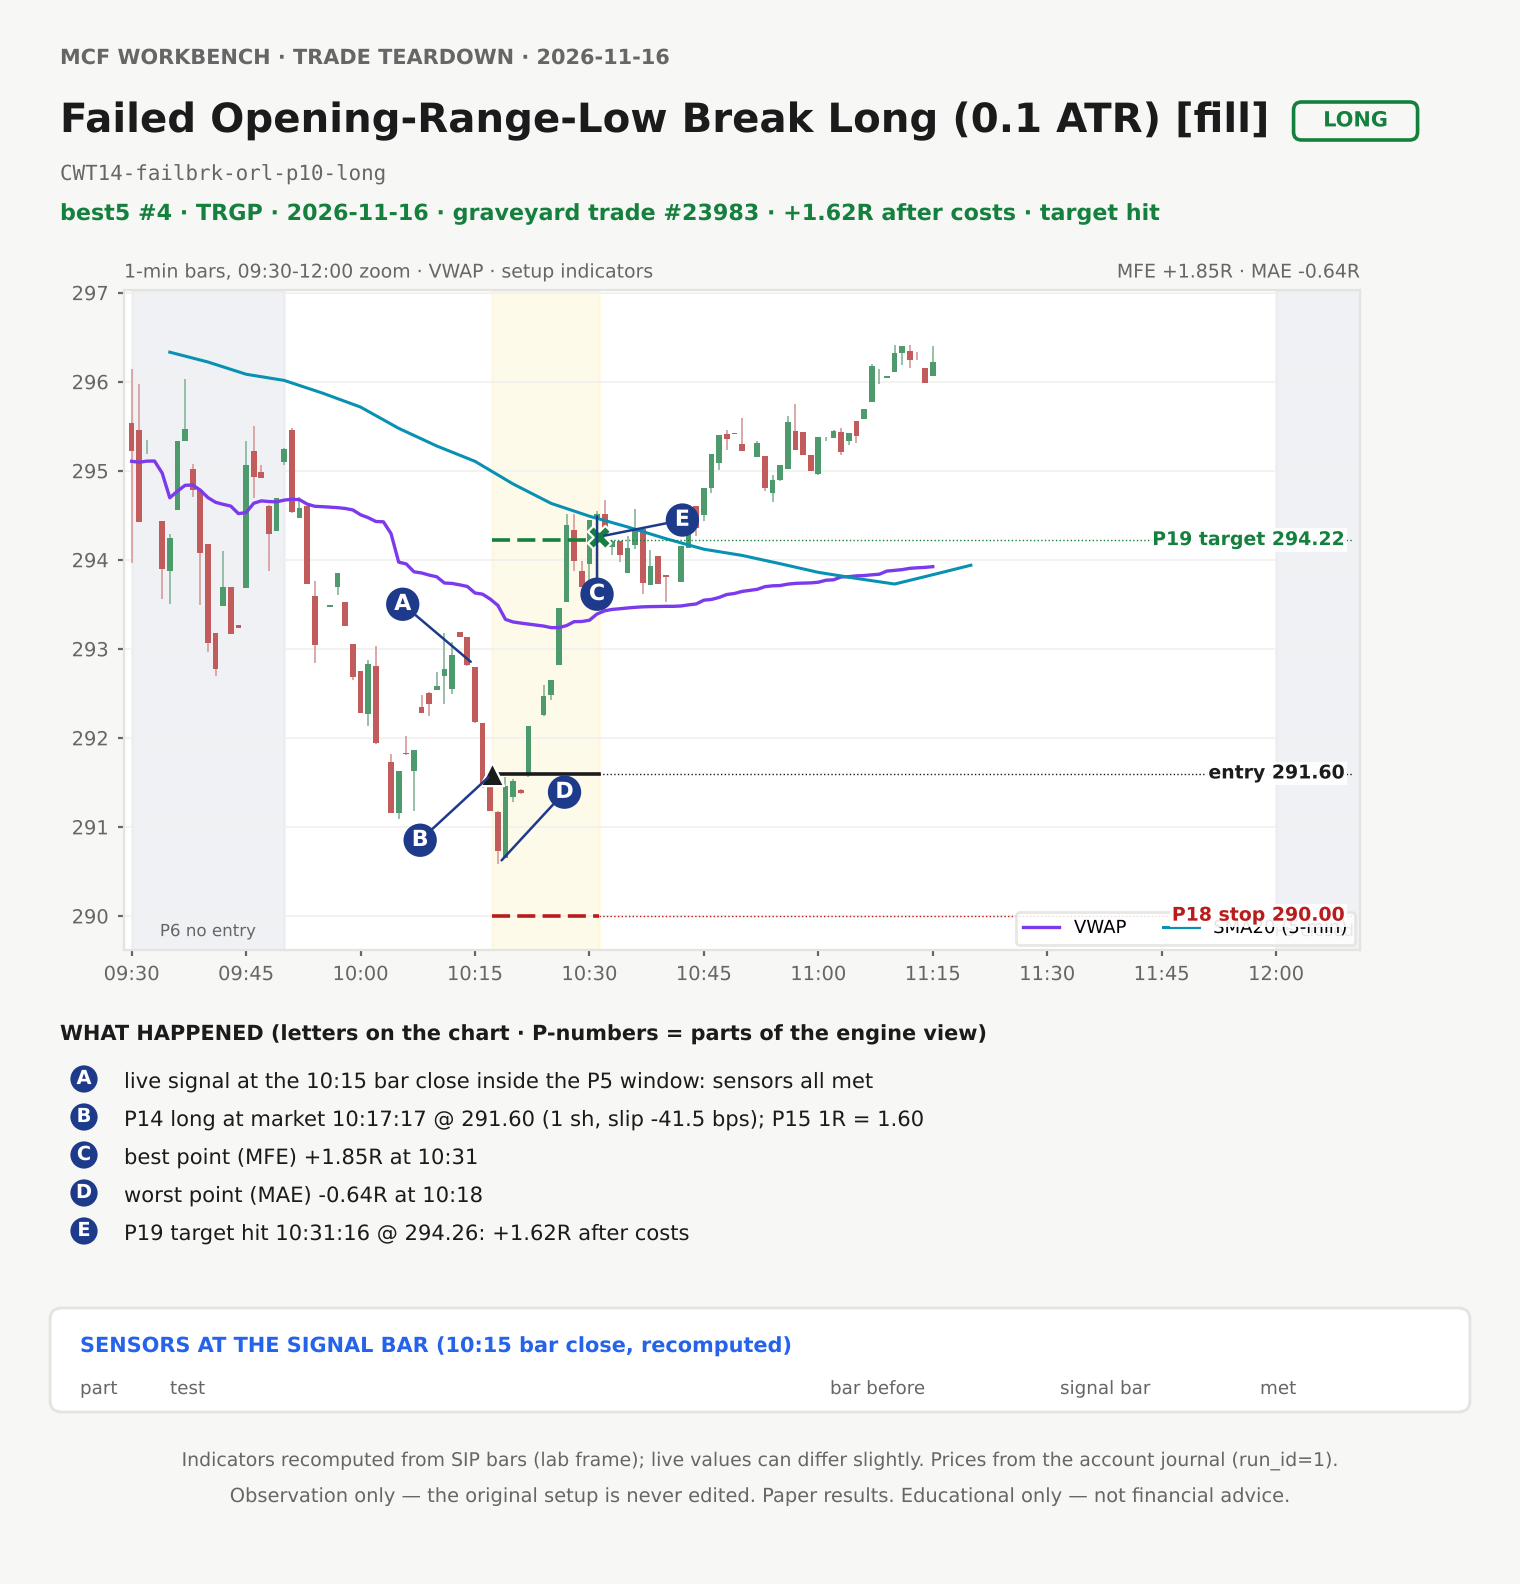 MCF WORKBENCH · TRADE TEARDOWN · 2026-11-16
Failed Opening-Range-Low Break Long (0.1 ATR) [fill]
LONG
CWT14-failbrk-orl-p10-long
best5 #4 · TRGP · 2026-11-16 · graveyard trade #23983 · +1.62R after costs · target hit
1-min bars, 09:30-12:00 zoom · VWAP · setup indicators
MFE +1.85R · MAE -0.64R
297
296
295
294
293
292
291
290
A
B
C
D
E
P19 target 294.22
entry 291.60
P18 stop 290.00
P6 no entry
VWAP
SMA20 (5-min)
09:30
09:45
10:00
10:15
10:30
10:45
11:00
11:15
11:30
11:45
12:00
WHAT HAPPENED (letters on the chart · P-numbers = parts of the engine view)
A live signal at the 10:15 bar close inside the P5 window: sensors all met
B P14 long at market 10:17:17 @ 291.60 (1 sh, slip -41.5 bps); P15 1R = 1.60
C best point (MFE) +1.85R at 10:31
D worst point (MAE) -0.64R at 10:18
E P19 target hit 10:31:16 @ 294.26: +1.62R after costs
SENSORS AT THE SIGNAL BAR (10:15 bar close, recomputed)
part test bar before signal bar met
Indicators recomputed from SIP bars (lab frame); live values can differ slightly. Prices from the account journal (run_id=1).
Observation only — the original setup is never edited. Paper results. Educational only — not financial advice.